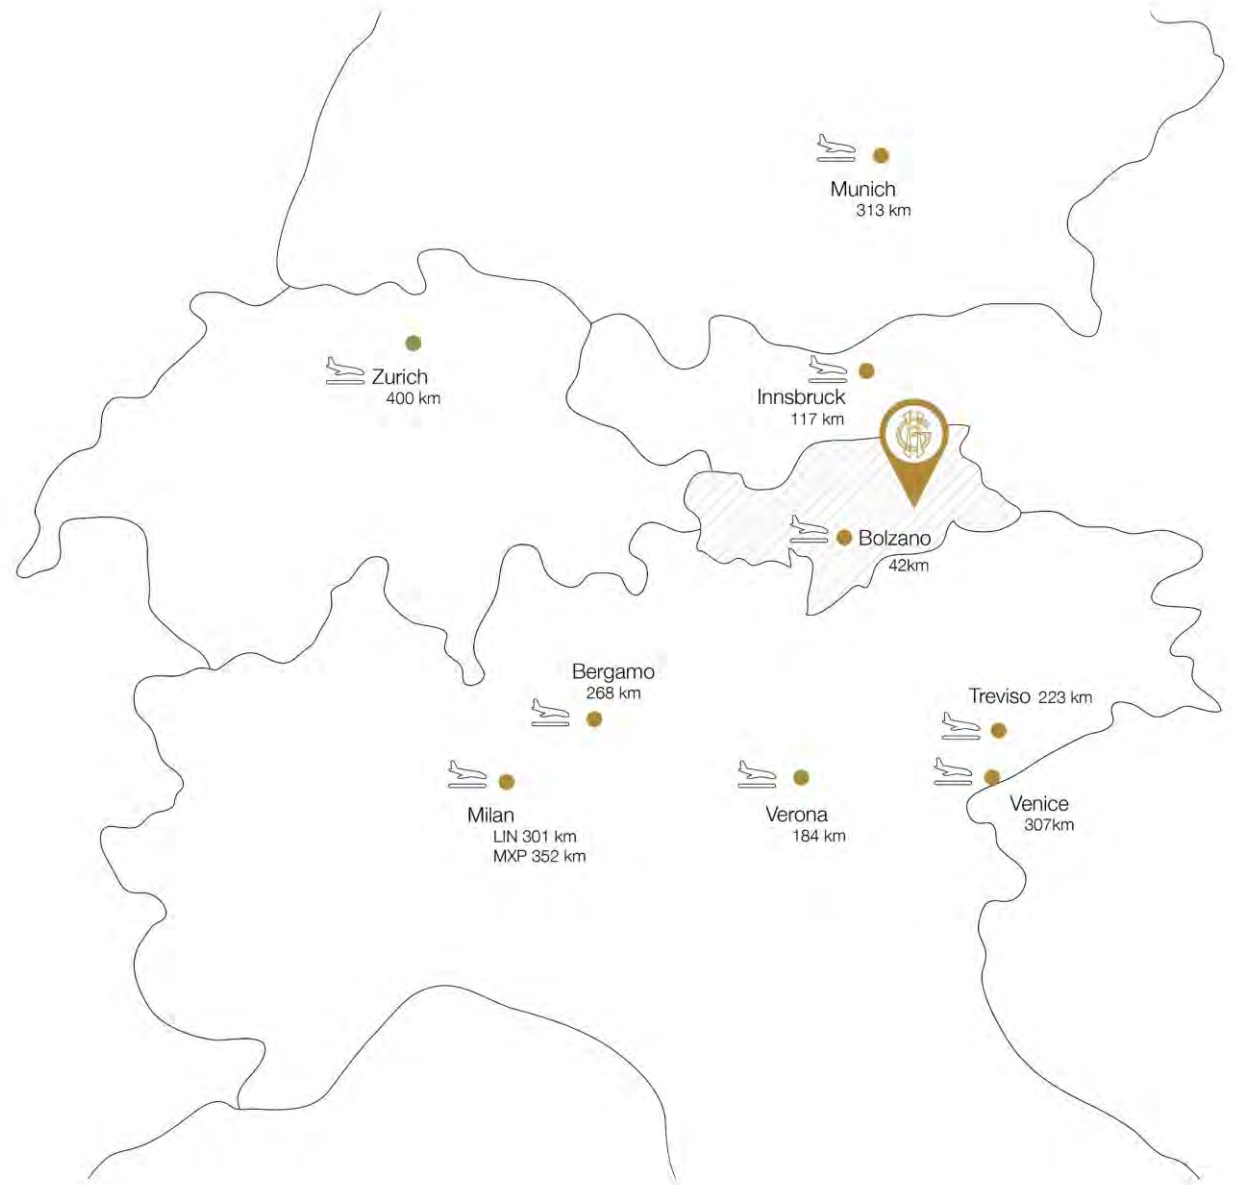 Munich
313 km
Zurich
400 km
Innsbruck
117 km
Bolzano
42km
Bergamo
268 km
Treviso 223 km
Milan
LIN 301 km
MXP 352 km
Verona
184 km
Venice
307km